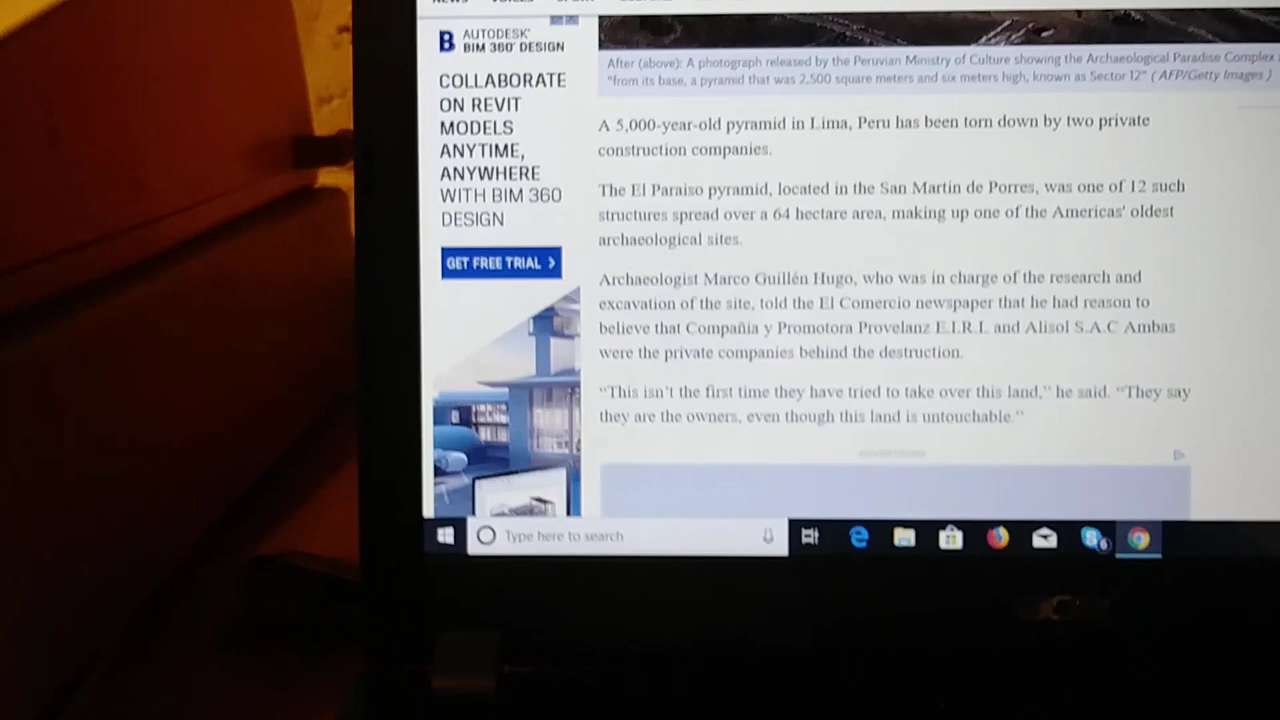 AUTODESK
BIM 360 DESIGN
COLLABORATE
ON REVIT
MODELS
ANYTIME,
ANYWHERE
WITH BIM 360
DESIGN
GET FREE TRIAL >
After (above): A photograph released by the Peruvian Ministry of Culture showing the Archaeological Paradise Complex
"from its base, a pyramid that was 2,500 square meters and six meters high, known as Sector 12" ( AFP/Getty Images )
A 5,000-year-old pyramid in Lima, Peru has been torn down by two private
construction companies.
The El Paraiso pyramid, located in the San Martin de Porres, was one of 12 such
structures spread over a 64 hectare area, making up one of the Americas' oldest
archaeological sites.
Archaeologist Marco Guillén Hugo, who was in charge of the research and
excavation of the site, told the El Comercio newspaper that he had reason to
believe that Compañia y Promotora Provelanz E.I.R.L and Alisol S.A.C Ambas
were the private companies behind the destruction.
“This isn’t the first time they have tried to take over this land,” he said. “They say
they are the owners, even though this land is untouchable.”
ADVERTISEMENT
Type here to search